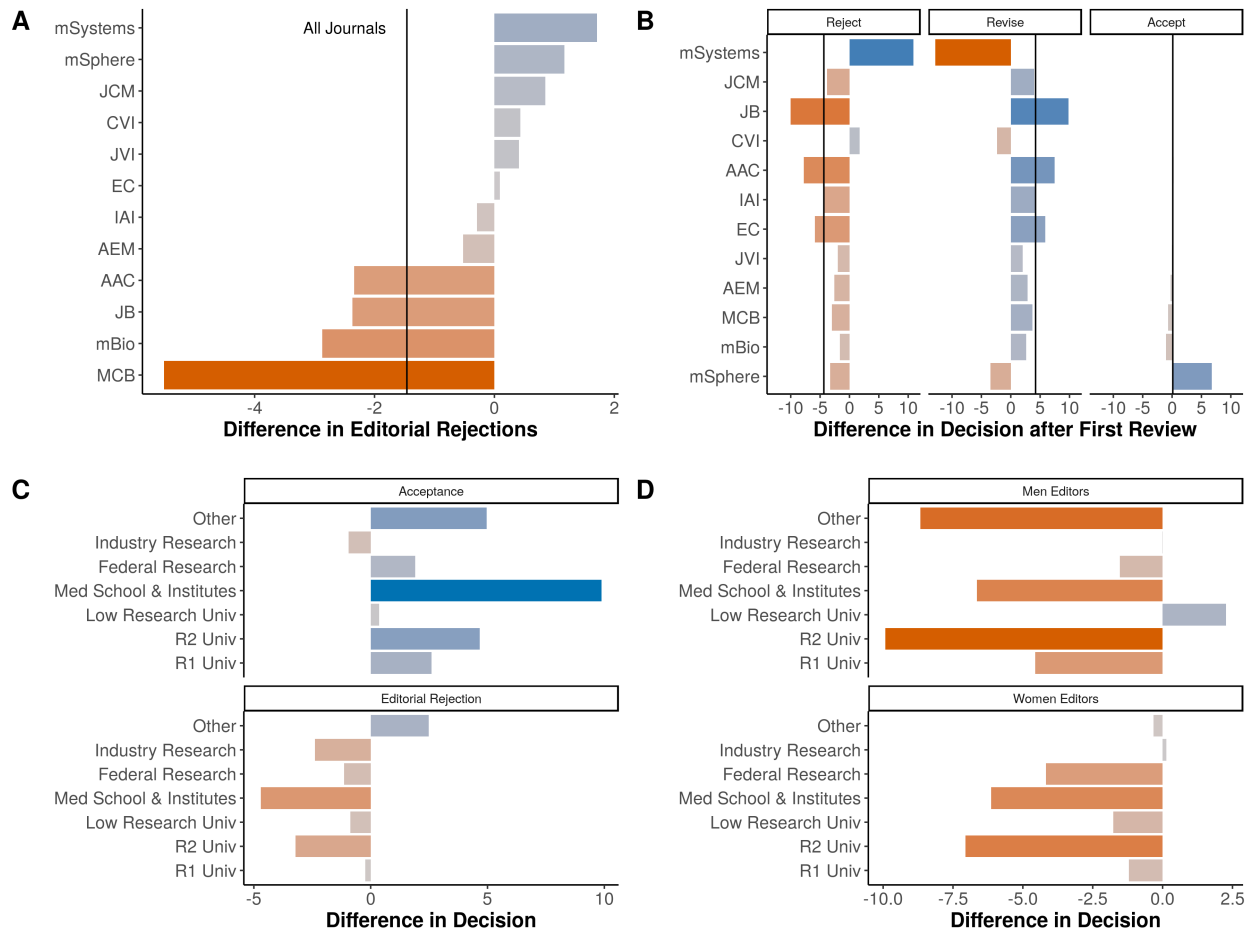 A
All Journals
mSystems
mSphere
JCM
CVI
JVI
EC
IAI
AEM
AAC
JB
mBio
MCB
-4 -2 0 2
Difference in Editorial Rejections
B
Reject Revise Accept
mSystems
JCM
JB
CVI
AAC
IAI
EC
JVI
AEM
MCB
mBio
mSphere
-10 -5 0 5 10 -10 -5 0 5 10 -10 -5 0 5 10
Difference in Decision after First Review
C
Acceptance
Other
Industry Research
Federal Research
Med School & Institutes
Low Research Univ
R2 Univ
R1 Univ
Editorial Rejection
Other
Industry Research
Federal Research
Med School & Institutes
Low Research Univ
R2 Univ
R1 Univ
-5 0 5 10
Difference in Decision
D
Men Editors
Other
Industry Research
Federal Research
Med School & Institutes
Low Research Univ
R2 Univ
R1 Univ
Women Editors
Other
Industry Research
Federal Research
Med School & Institutes
Low Research Univ
R2 Univ
R1 Univ
-10.0 -7.5 -5.0 -2.5 0.0 2.5
Difference in Decision